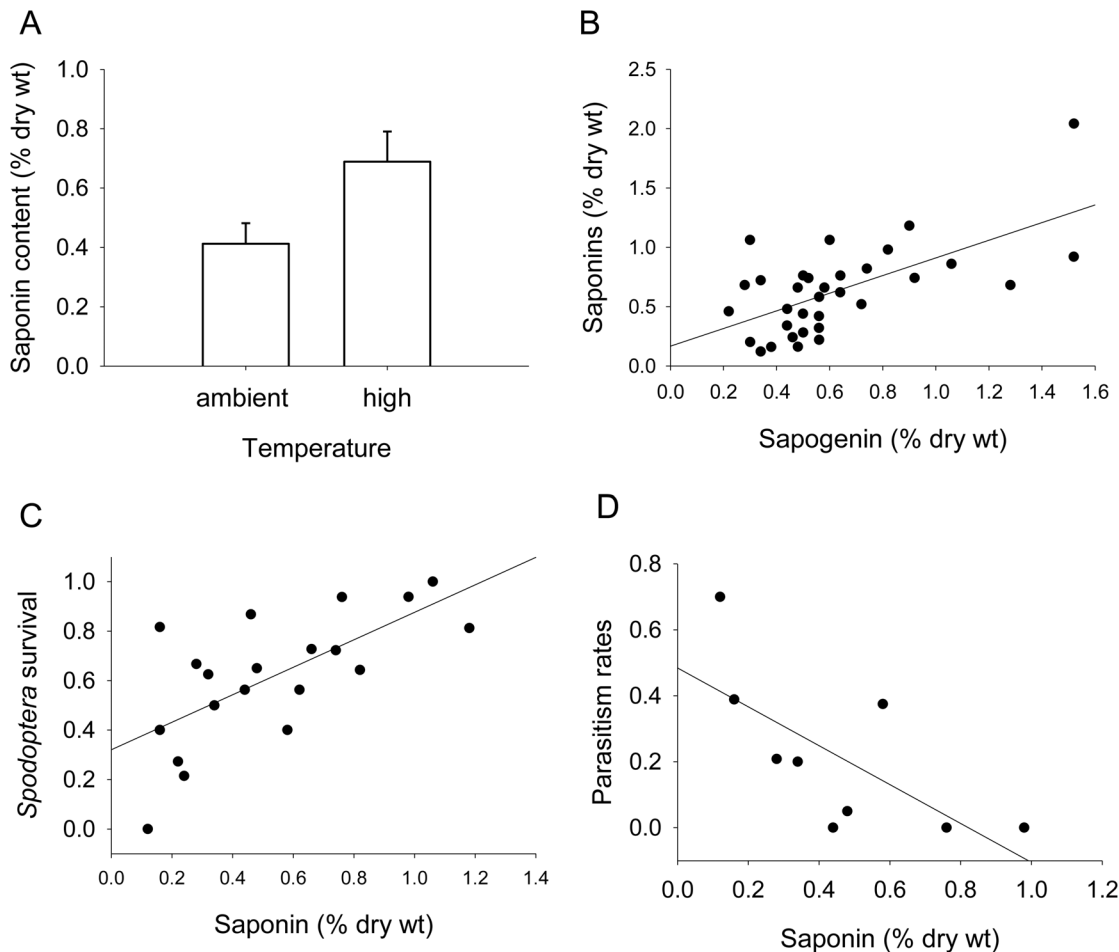 A
Saponin content (% dry wt)
1.0
0.8
0.6
0.4
0.2
0.0
ambient high
Temperature
B
Saponins (% dry wt)
2.5
2.0
1.5
1.0
0.5
0.0
0.0 0.2 0.4 0.6 0.8 1.0 1.2 1.4 1.6
Sapogenin (% dry wt)
C
Spodoptera survival
1.0
0.8
0.6
0.4
0.2
0.0
0.0 0.2 0.4 0.6 0.8 1.0 1.2 1.4
Saponin (% dry wt)
D
Parasitism rates
0.8
0.6
0.4
0.2
0.0
0.0 0.2 0.4 0.6 0.8 1.0 1.2
Saponin (% dry wt)